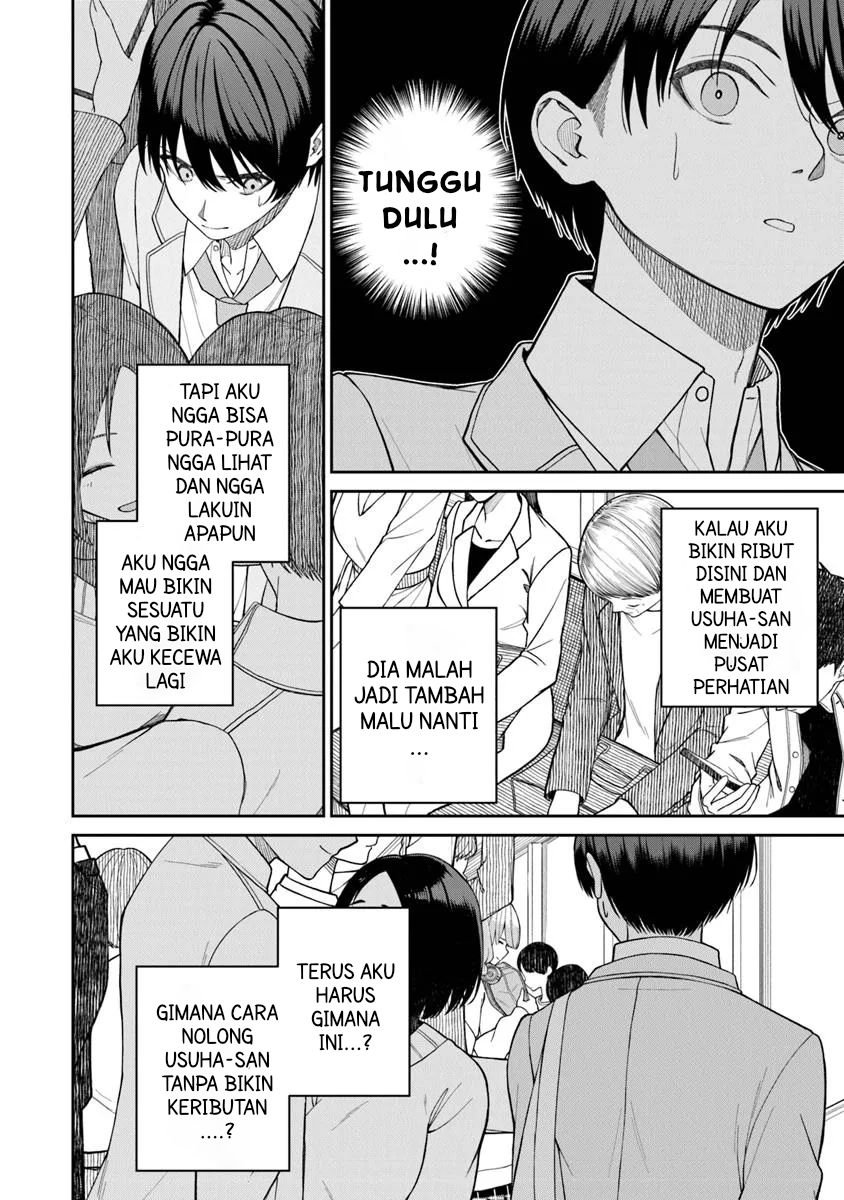 TUNGGU
DULU
...!
KALAU AKU
BIKIN RIBUT
DISINI DAN
MEMBUAT
USUHA-SAN
MENJADI
PUSAT
PERHATIAN
DIA MALAH
JADI TAMBAH
MALU NANTI
...
TAPI AKU
NGGA BISA
PURA-PURA
NGGA LIHAT
DAN NGGA
LAKUIN
APAPUN
AKU NGGA
MAU BIKIN
SESUATU
YANG BIKIN
AKU KECEWA
LAGI
TERUS AKU
HARUS
GIMANA
INI...?
GIMANA CARA
NOLONG
USUHA-SAN
TANPA BIKIN
KERIBUTAN
....?